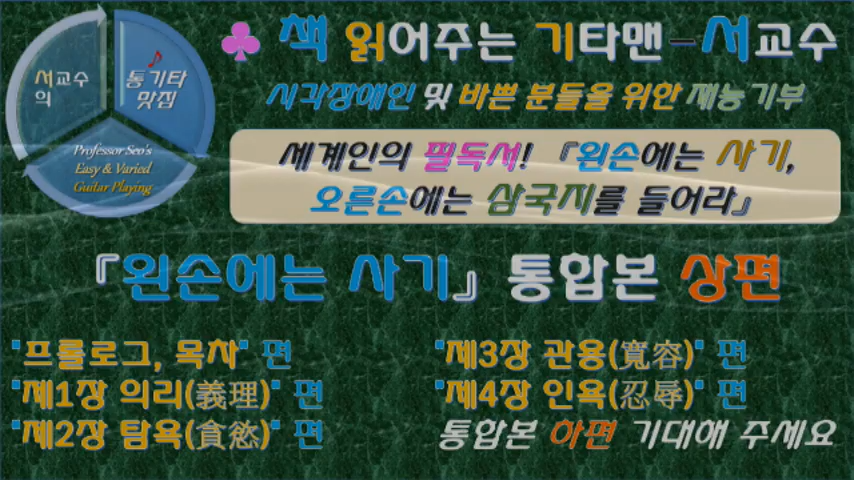 ♣ 책 읽어주는 기타맨-서교수
서교수
의
♪
통기타
맛집
Professor Seo's
Easy & Varied
Guitar Playing
시각장애인 및 바쁜 분들을 위한 재능기부
세계인의 필독서! 『왼손에는 사기,
오른손에는 삼국지를 들어라』
『왼손에는 사기』 통합본 상편
"프롤로그, 목차" 편
"제1장 의리(義理)" 편
"제2장 탐욕(貪慾)" 편
"제3장 관용(寬容)" 편
"제4장 인욕(忍辱)" 편
통합본 하편 기대해 주세요